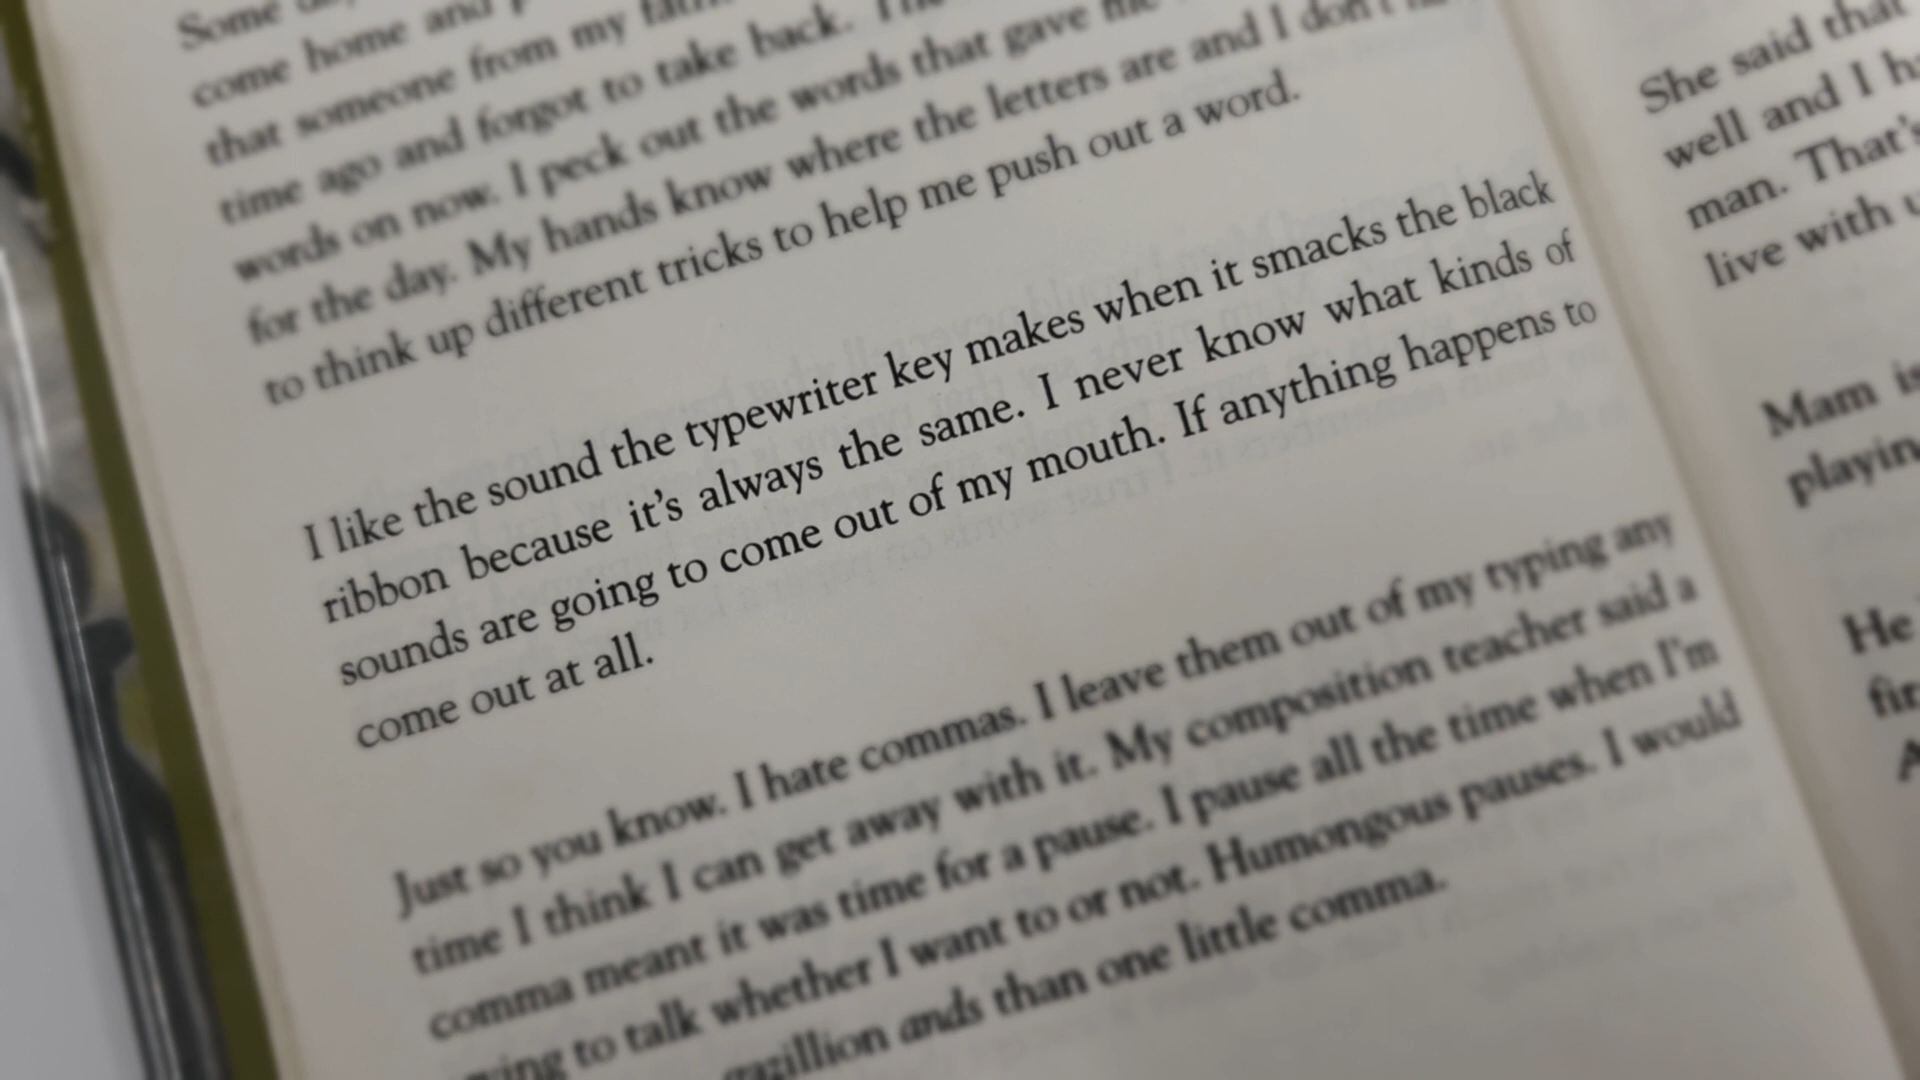 Some
come home and
that someone from my
time ago and forgot to take back.
words on now. I peck out the words that gave me
for the day. My hands know where the letters are and I don't
to think up different tricks to help me push out a word.
I like the sound the typewriter key makes when it smacks the black
ribbon because it's always the same. I never know what kinds of
sounds are going to come out of my mouth. If anything happens to
come out at all.
Just so you know. I hate commas. I leave them out of my typing any
time I think I can get away with it. My composition teacher said a
comma meant it was time for a pause. I pause all the time when I'm
to talk whether I want to or not. Humongous pauses. I would
gazillion ands than one little comma.
She said that
well and I
man. That's
live with
Mam
playin
He